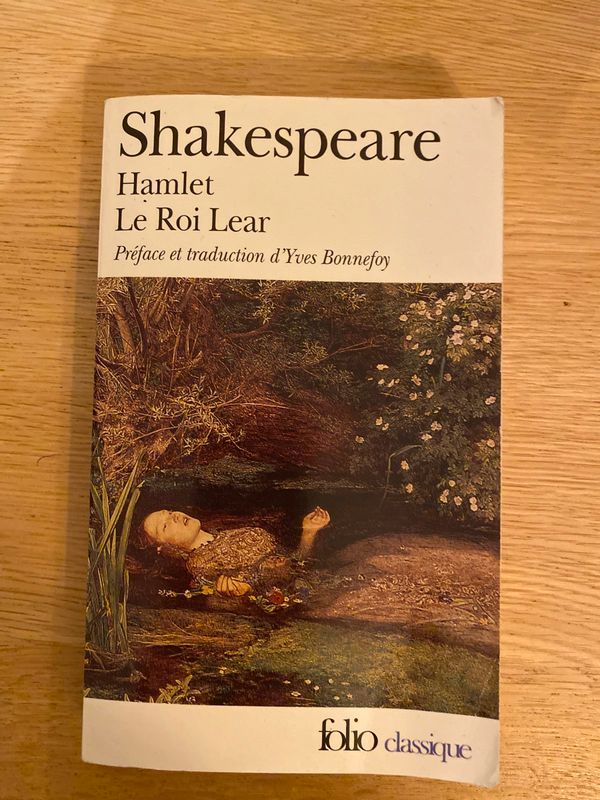 Shakespeare
Hamlet
Le Roi Lear
Préface et traduction d'Yves Bonnefoy
folio classique